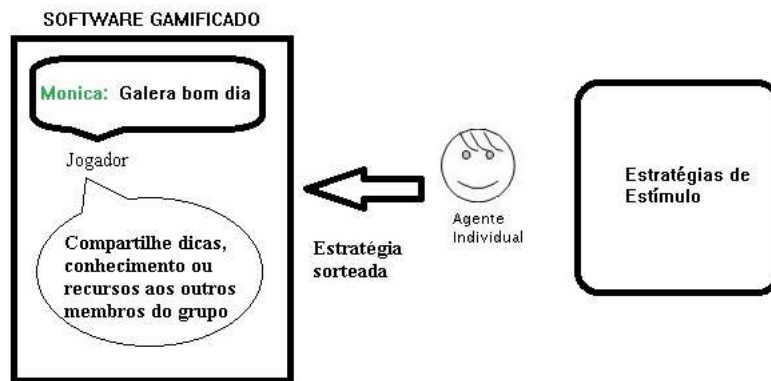 SOFTWARE GAMIFICADO
Monica: Galera bom dia
Jogador
Compartilhe dicas,
conhecimento ou
recursos aos outros
membros do grupo
Estratégia
sorteada
Agente
Individual
Estratégias de
Estímulo